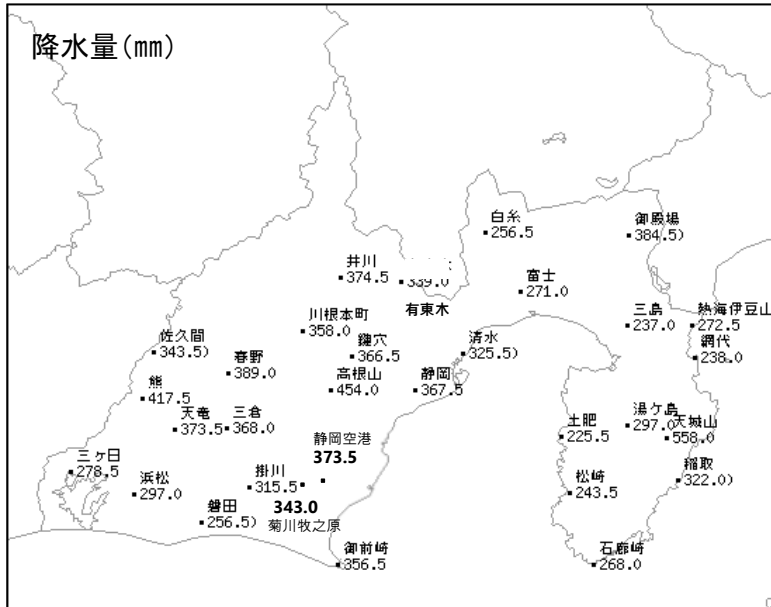 降水量(mm)
白糸
256.5
御殿場
384.5)
井川
374.5
339.0
有東木
富士
271.0
川根本町
358.0
三島
237.0
熱海伊豆山
272.5
佐久間
343.5)
鍵穴
366.5
清水
325.5)
網代
238.0
春野
389.0
熊
417.5
高根山
454.0
静岡
367.5
天竜
373.5
三倉
368.0
土肥
225.5
湯ケ島
297.0
天城山
558.0
静岡空港
373.5
三ヶ日
278.5
浜松
297.0
掛川
315.5
343.0
菊川牧之原
松崎
243.5
稲取
322.0)
磐田
256.5)
御前崎
356.5
石廊崎
268.0